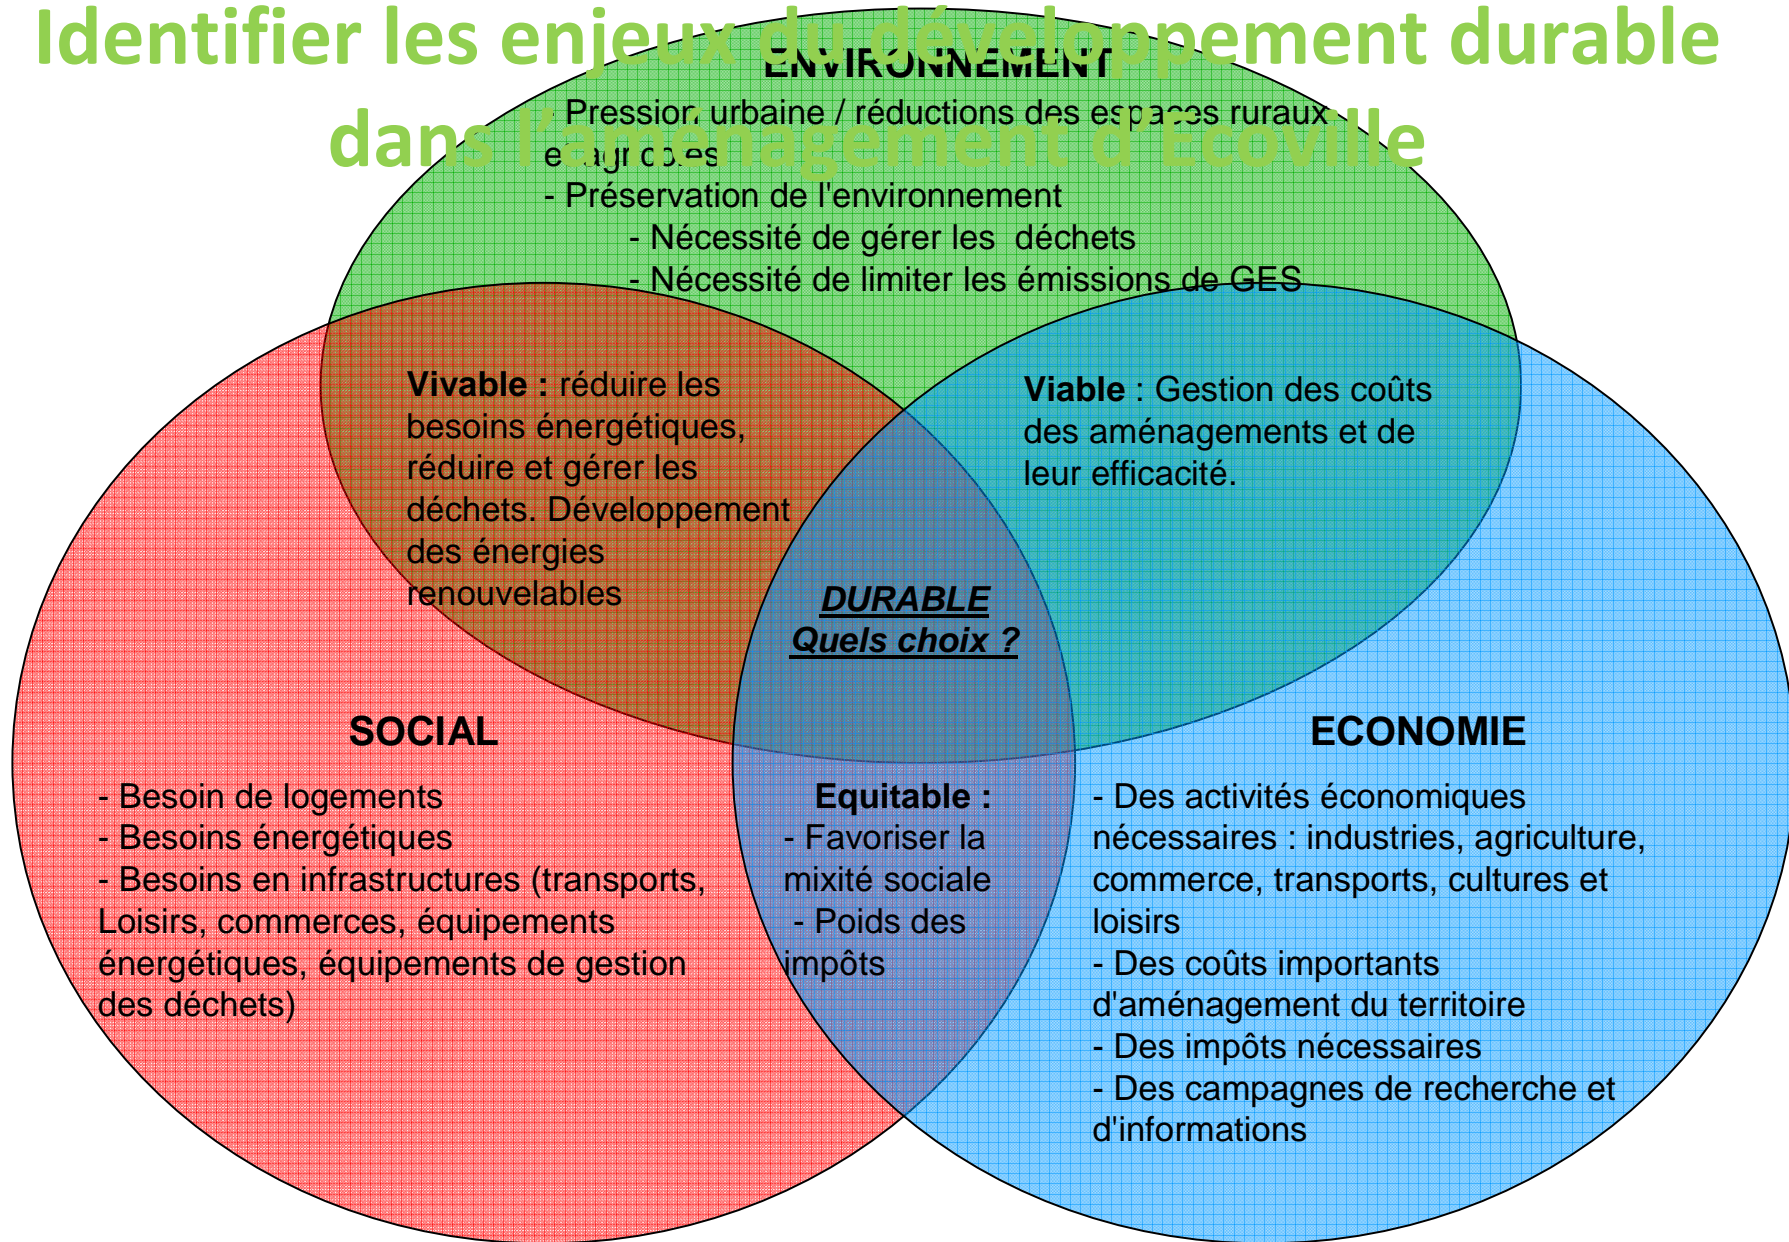 Identifier les enjeux du développement durable
dans l'aménagement d'Ecoville
ENVIRONNEMENT
- Pression urbaine / réductions des espaces ruraux
et agricoles
- Préservation de l'environnement
- Nécessité de gérer les déchets
- Nécessité de limiter les émissions de GES
Vivable : réduire les
besoins énergétiques,
réduire et gérer les
déchets. Développement
des énergies
renouvelables
Viable : Gestion des coûts
des aménagements et de
leur efficacité.
DURABLE
Quels choix ?
SOCIAL
- Besoin de logements
- Besoins énergétiques
- Besoins en infrastructures (transports,
Loisirs, commerces, équipements
énergétiques, équipements de gestion
des déchets)
Equitable :
- Favoriser la
mixité sociale
- Poids des
impôts
ECONOMIE
- Des activités économiques
nécessaires : industries, agriculture,
commerce, transports, cultures et
loisirs
- Des coûts importants
d'aménagement du territoire
- Des impôts nécessaires
- Des campagnes de recherche et
d'informations